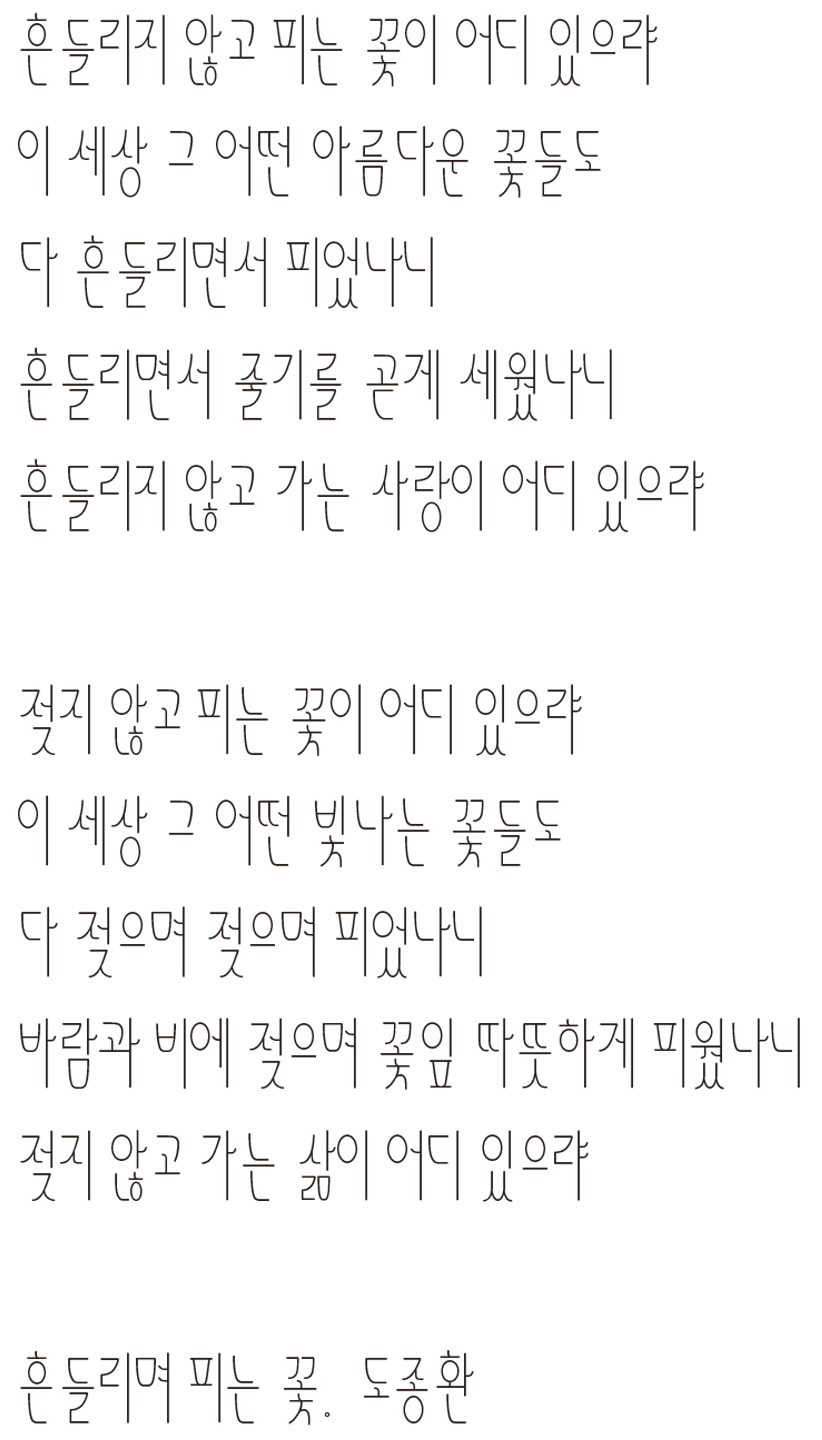 흔들리지 않고 피는 꽃이 어디 있으랴
이 세상 그 어떤 아름다운 꽃들도
다 흔들리면서 피었나니
흔들리면서 줄기를 곧게 세웠나니
흔들리지 않고 가는 사랑이 어디 있으랴
젖지 않고 피는 꽃이 어디 있으랴
이 세상 그 어떤 빛나는 꽃들도
다 젖으며 젖으며 피었나니
바람과 비에 젖으며 꽃잎 따뜻하게 피웠나니
젖지 않고 가는 삶이 어디 있으랴
흔들리며 피는 꽃。 도종환